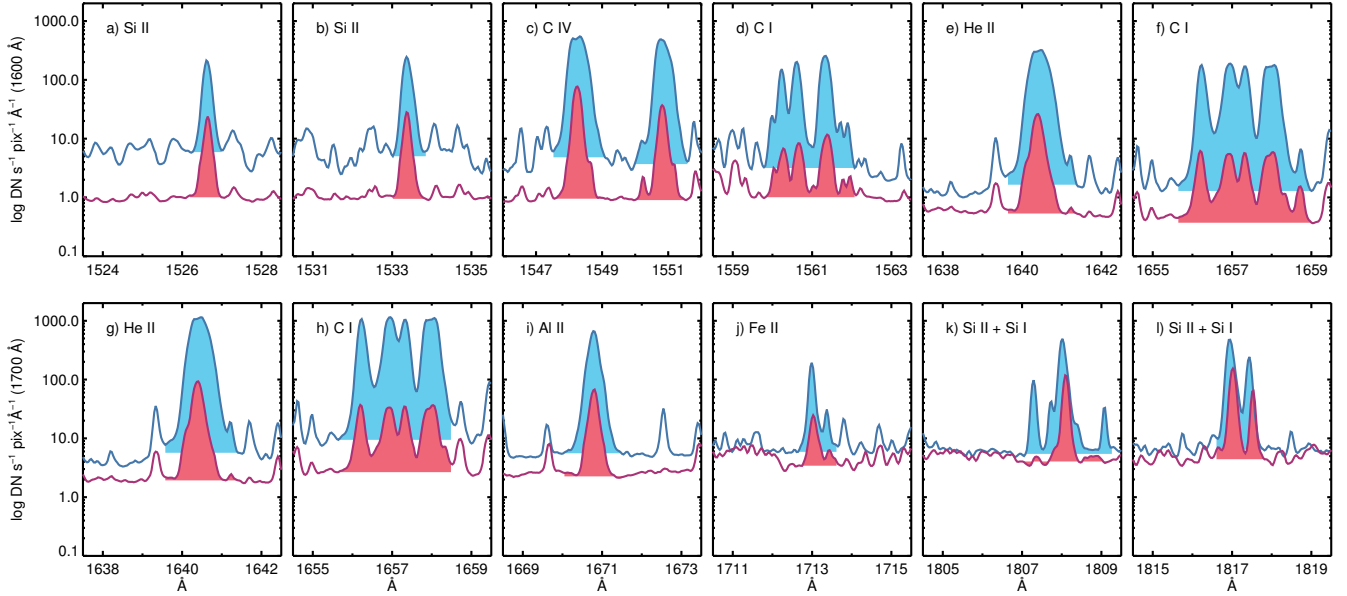 a) Si II
b) Si II
c) C IV
d) C I
e) He II
f) C I
log DN s⁻¹ pix⁻¹ Å⁻¹ (1600 Å)
1000.0
100.0
10.0
1.0
0.1
1524 1526 1528
1531 1533 1535
1547 1549 1551
1559 1561 1563
1638 1640 1642
1655 1657 1659
g) He II
h) C I
i) Al II
j) Fe II
k) Si II + Si I
l) Si II + Si I
log DN s⁻¹ pix⁻¹Å⁻¹ (1700 Å)
1000.0
100.0
10.0
1.0
0.1
1638 1640 1642
1655 1657 1659
1669 1671 1673
1711 1713 1715
1805 1807 1809
1815 1817 1819
Å Å Å Å Å Å